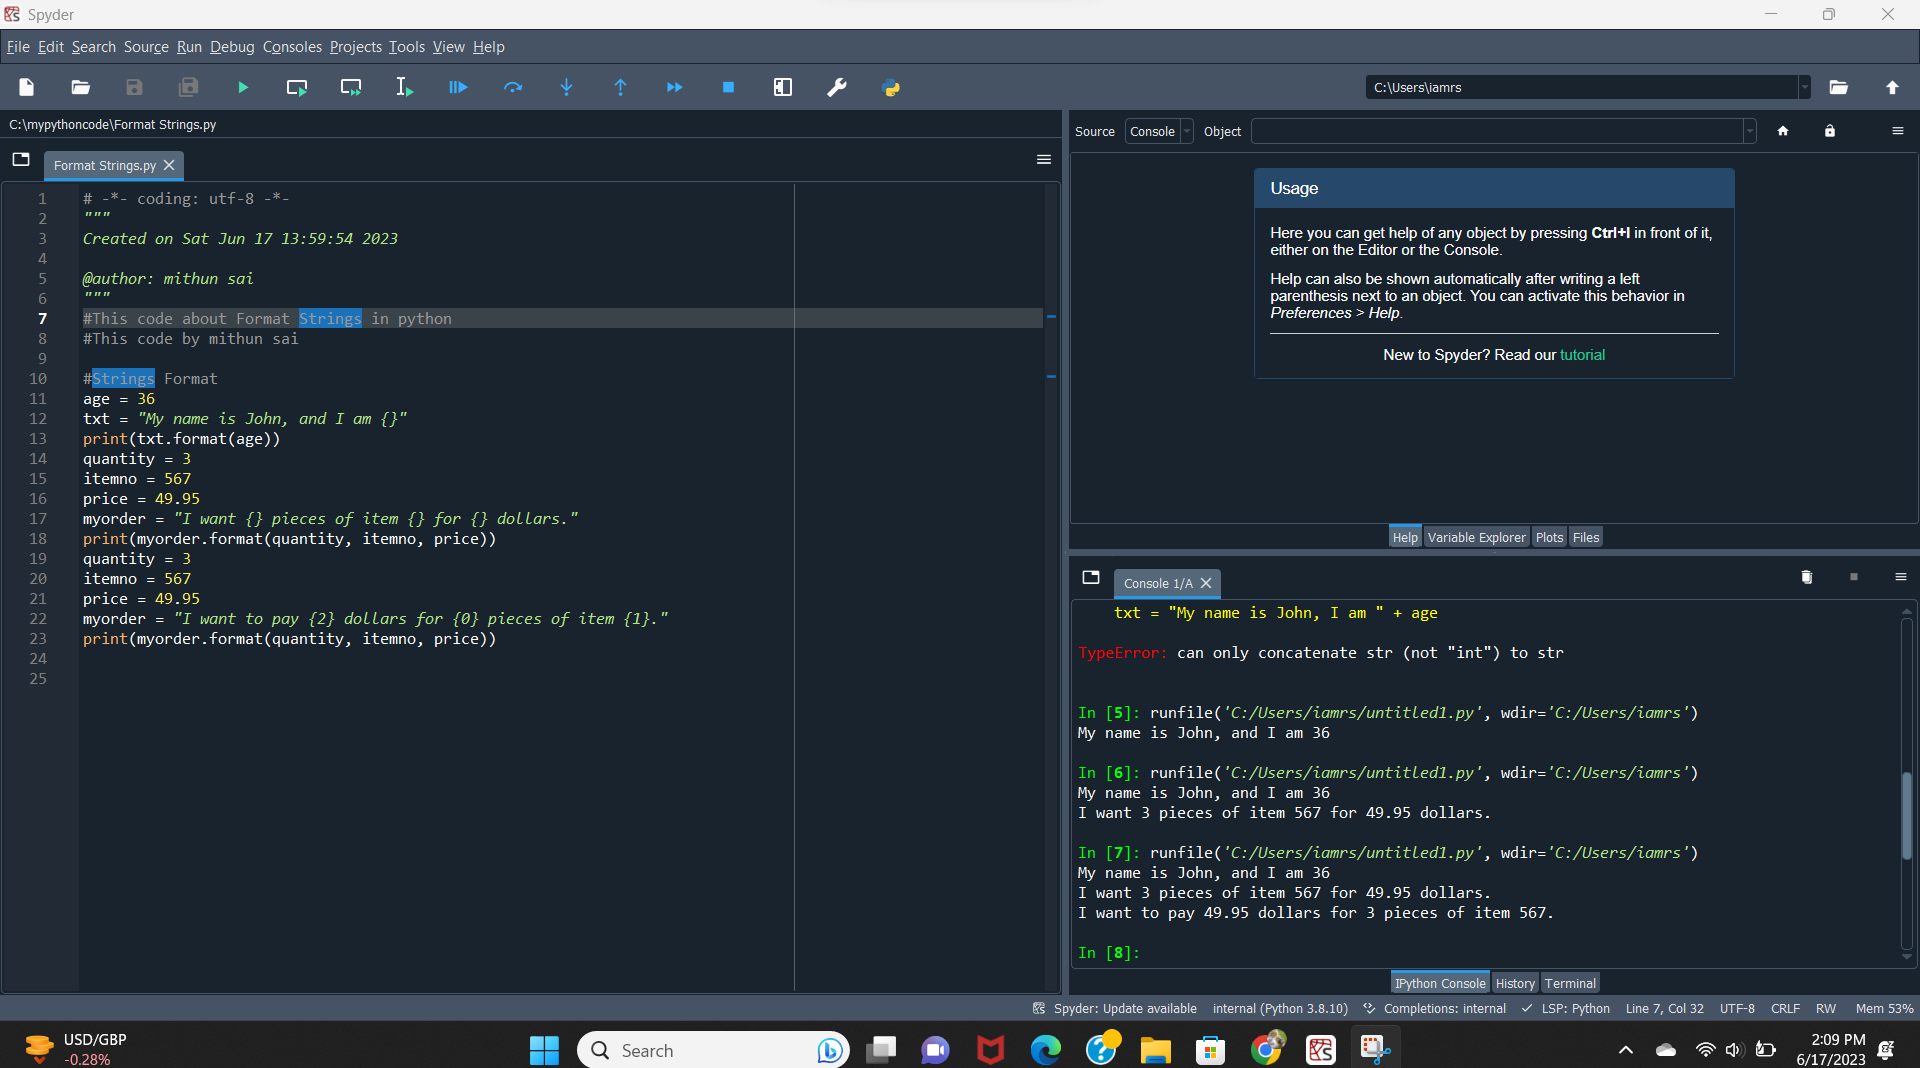 Spyder
File Edit Search Source Run Debug Consoles Projects Tools View Help
C:\Users\iamrs
C:\mypythoncode\Format Strings.py
Format Strings.py
1 # -*- coding: utf-8 -*-
2 """
3 Created on Sat Jun 17 13:59:54 2023
4
5 @author: mithun sai
6 """
7 #This code about Format Strings in python
8 #This code by mithun sai
9
10 #Strings Format
11 age = 36
12 txt = "My name is John, and I am {}"
13 print(txt.format(age))
14 quantity = 3
15 itemno = 567
16 price = 49.95
17 myorder = "I want {} pieces of item {} for {} dollars."
18 print(myorder.format(quantity, itemno, price))
19 quantity = 3
20 itemno = 567
21 price = 49.95
22 myorder = "I want to pay {2} dollars for {0} pieces of item {1}."
23 print(myorder.format(quantity, itemno, price))
24
25
Source Console Object
Usage
Here you can get help of any object by pressing Ctrl+I in front of it,
either on the Editor or the Console.
Help can also be shown automatically after writing a left
parenthesis next to an object. You can activate this behavior in
Preferences > Help.
New to Spyder? Read our tutorial
Help Variable Explorer Plots Files
Console 1/A
txt = "My name is John, I am " + age
TypeError: can only concatenate str (not "int") to str
In [5]: runfile('C:/Users/iamrs/untitled1.py', wdir='C:/Users/iamrs')
My name is John, and I am 36
In [6]: runfile('C:/Users/iamrs/untitled1.py', wdir='C:/Users/iamrs')
My name is John, and I am 36
I want 3 pieces of item 567 for 49.95 dollars.
In [7]: runfile('C:/Users/iamrs/untitled1.py', wdir='C:/Users/iamrs')
My name is John, and I am 36
I want 3 pieces of item 567 for 49.95 dollars.
I want to pay 49.95 dollars for 3 pieces of item 567.
In [8]:
IPython Console History Terminal
Spyder: Update available internal (Python 3.8.10) Completions: internal LSP: Python Line 7, Col 32 UTF-8 CRLF RW Mem 53%
USD/GBP
-0.28%
Search
2:09 PM
6/17/2023